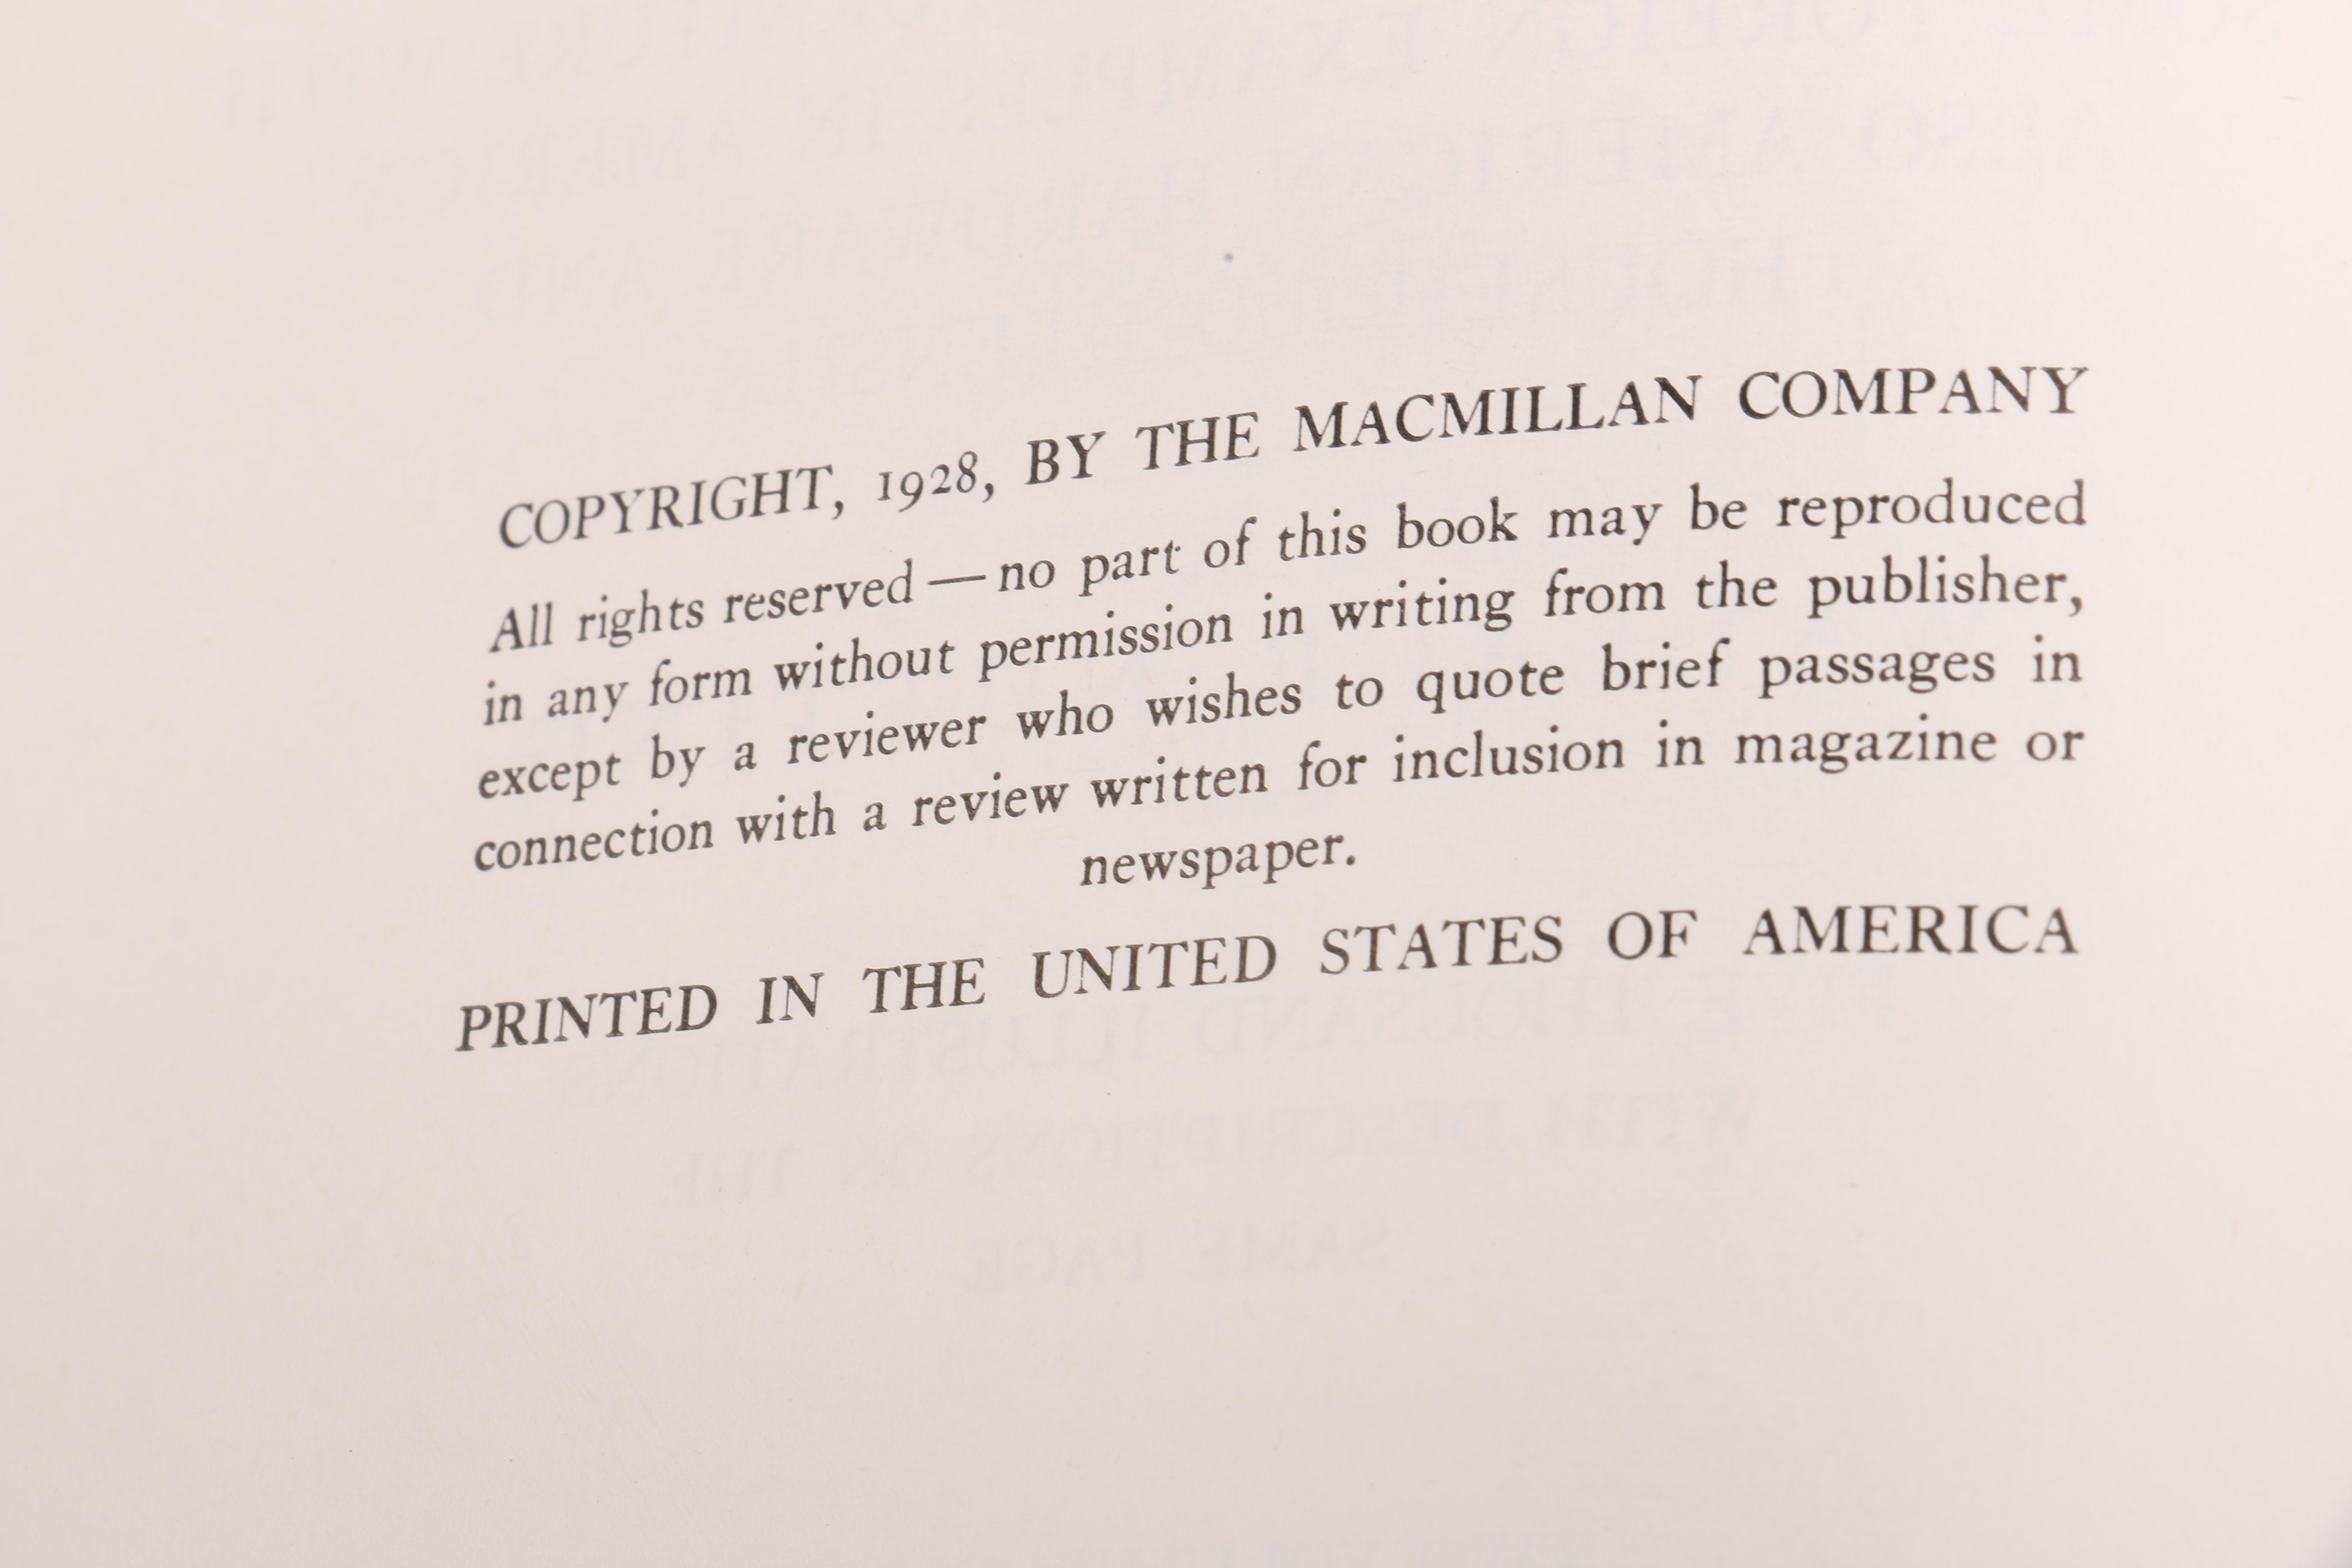 COPYRIGHT, 1928, BY THE MACMILLAN COMPANY
All rights reserved—no part of this book may be reproduced
in any form without permission in writing from the publisher,
except by a reviewer who wishes to quote brief passages in
connection with a review written for inclusion in magazine or
newspaper.
PRINTED IN THE UNITED STATES OF AMERICA